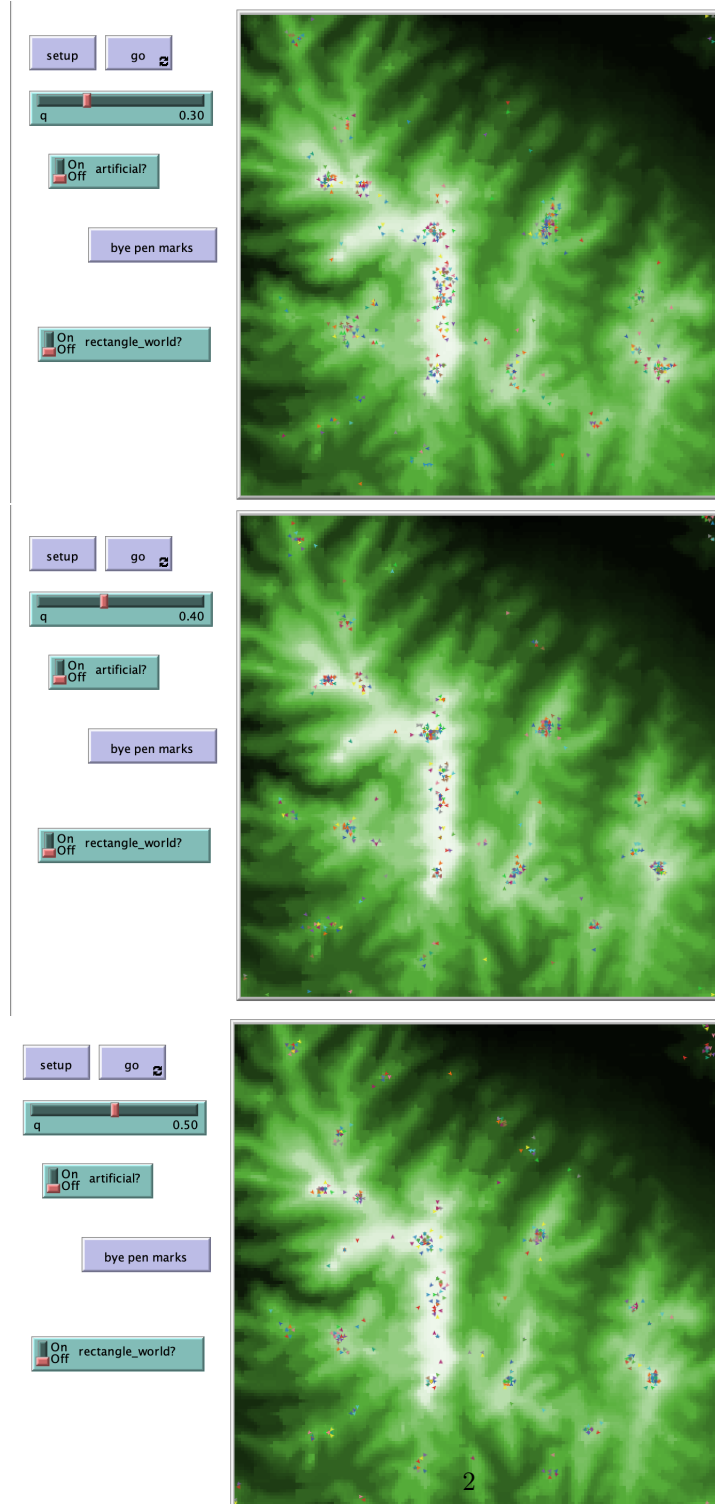 setup go
q 0.30
On
Off artificial?
bye pen marks
On
Off rectangle_world?
setup go
q 0.40
On
Off artificial?
bye pen marks
On
Off rectangle_world?
setup go
q 0.50
On
Off artificial?
bye pen marks
On
Off rectangle_world?
2